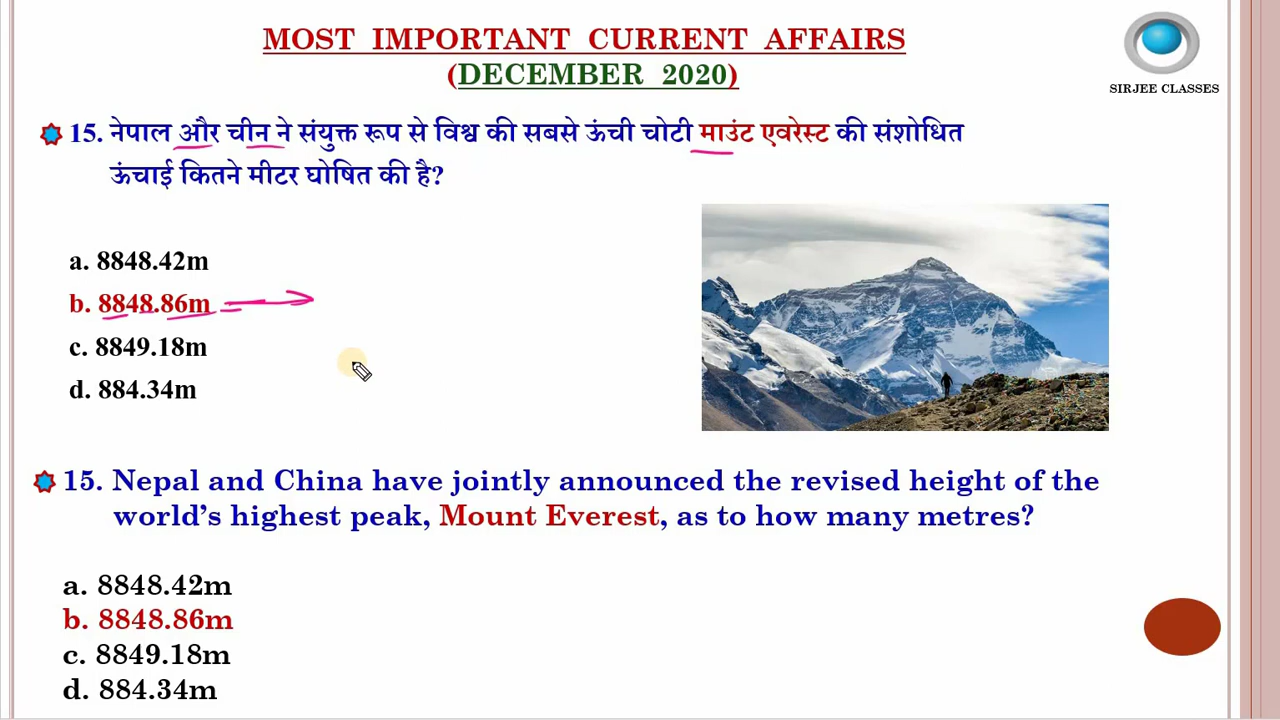 MOST IMPORTANT CURRENT AFFAIRS
(DECEMBER 2020)
SIRJEE CLASSES
15. नेपाल और चीन ने संयुक्त रूप से विश्व की सबसे ऊंची चोटी माउंट एवरेस्ट की संशोधित
ऊंचाई कितने मीटर घोषित की है?
a. 8848.42m
b. 8848.86m
c. 8849.18m
d. 884.34m
15. Nepal and China have jointly announced the revised height of the
world’s highest peak, Mount Everest, as to how many metres?
a. 8848.42m
b. 8848.86m
c. 8849.18m
d. 884.34m